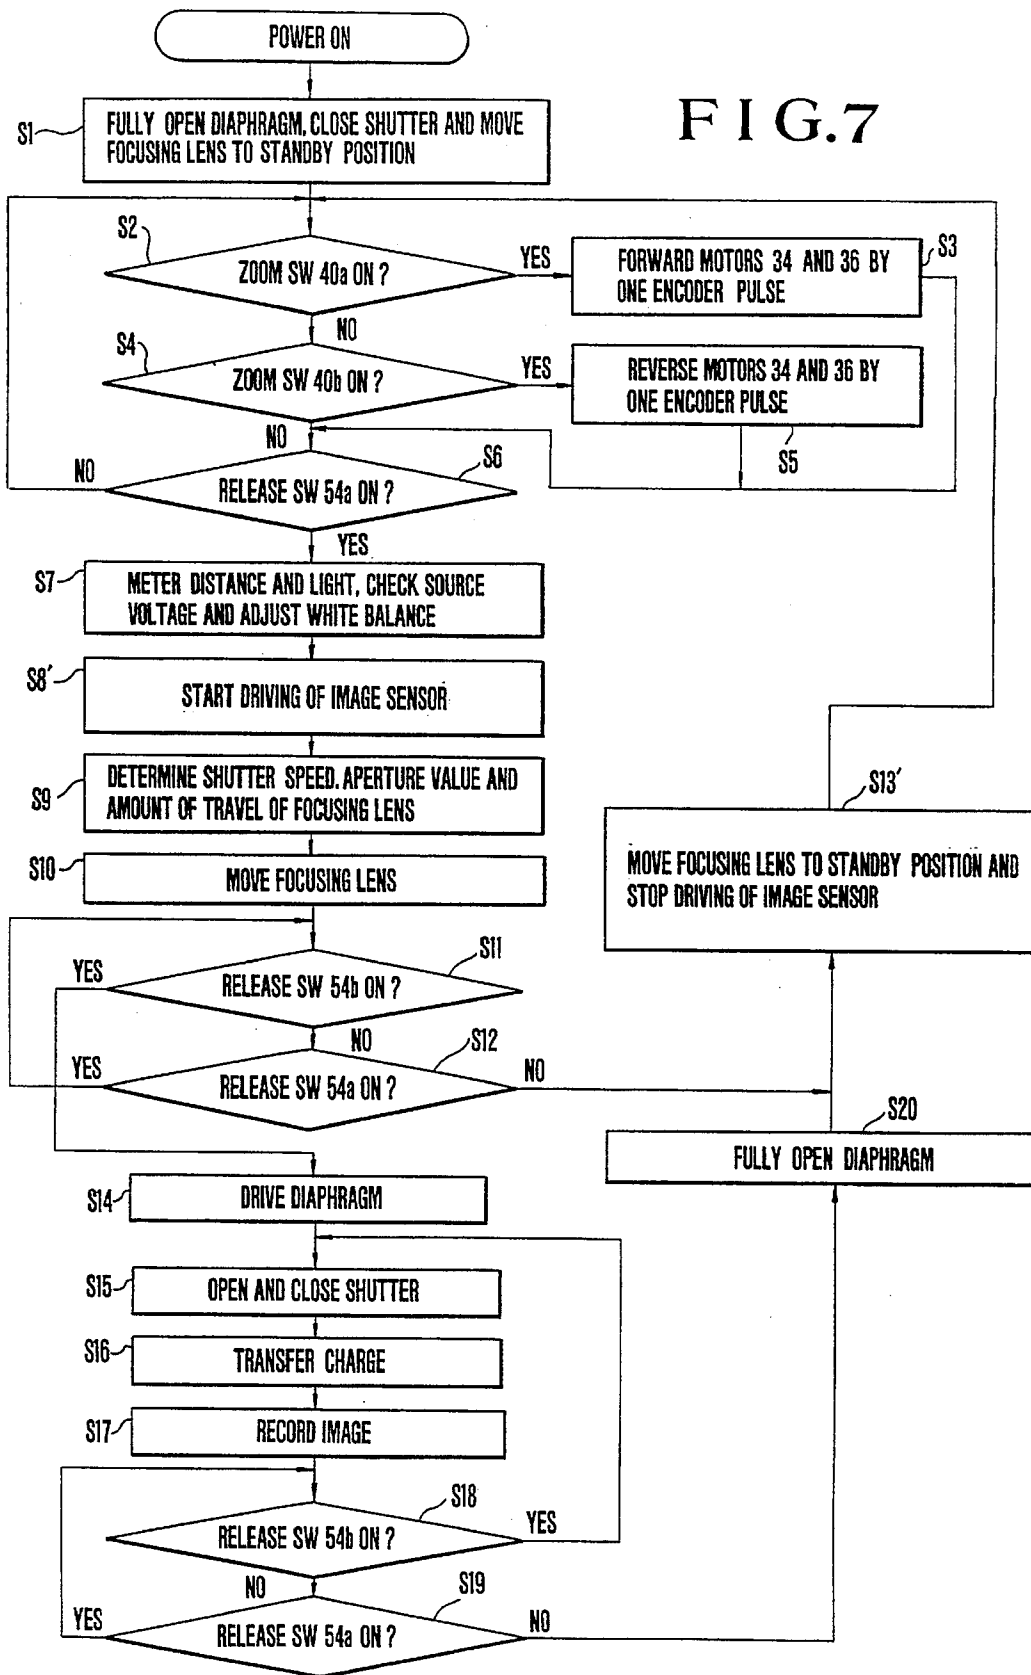 POWER ON
FIG.7
S1
FULLY OPEN DIAPHRAGM, CLOSE SHUTTER AND MOVE
FOCUSING LENS TO STANDBY POSITION
S2
ZOOM SW 40a ON ?
YES
S3
FORWARD MOTORS 34 AND 36 BY
ONE ENCODER PULSE
NO
S4
ZOOM SW 40b ON ?
YES
REVERSE MOTORS 34 AND 36 BY
ONE ENCODER PULSE
S5
NO
NO
S6
RELEASE SW 54a ON ?
YES
S7
METER DISTANCE AND LIGHT, CHECK SOURCE
VOLTAGE AND ADJUST WHITE BALANCE
S8'
START DRIVING OF IMAGE SENSOR
S9
DETERMINE SHUTTER SPEED. APERTURE VALUE AND
AMOUNT OF TRAVEL OF FOCUSING LENS
S10
MOVE FOCUSING LENS
S13'
MOVE FOCUSING LENS TO STANDBY POSITION AND
STOP DRIVING OF IMAGE SENSOR
S11
YES
RELEASE SW 54b ON ?
NO
S12
YES
RELEASE SW 54a ON ?
NO
S20
FULLY OPEN DIAPHRAGM
S14
DRIVE DIAPHRAGM
S15
OPEN AND CLOSE SHUTTER
S16
TRANSFER CHARGE
S17
RECORD IMAGE
S18
RELEASE SW 54b ON ?
YES
NO
S19
YES
RELEASE SW 54a ON ?
NO